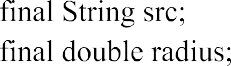 final String src;
final double radius;